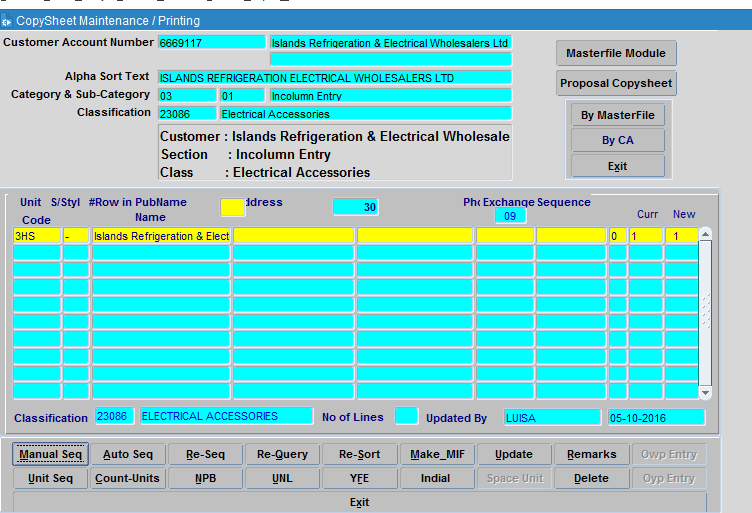 CopySheet Maintenance / Printing
Customer Account Number 6669117 Islands Refrigeration & Electrical Wholesalers Ltd
Masterfile Module
Alpha Sort Text ISLANDS REFRIGERATION ELECTRICAL WHOLESALERS LTD
Proposal Copysheet
Category & Sub-Category 03 01 Incolumn Entry
Classification 23086 Electrical Accessories
By MasterFile
Customer : Islands Refrigeration & Electrical Wholesale
By CA
Section : Incolumn Entry
Class : Electrical Accessories
Exit
Unit S/Styl #Row in PubName ddress 30 Phc Exchange Sequence
Code Name 09 Curr New
3HS - Islands Refrigeration & Elect 0 1 1
Classification 23086 ELECTRICAL ACCESSORIES No of Lines Updated By LUISA 05-10-2016
Manual Seq Auto Seq Re-Seq Re-Query Re-Sort Make_MIF Update Remarks Owp Entry
Unit Seq Count-Units NPB UNL YFE Indial Space Unit Delete Oyp Entry
Exit